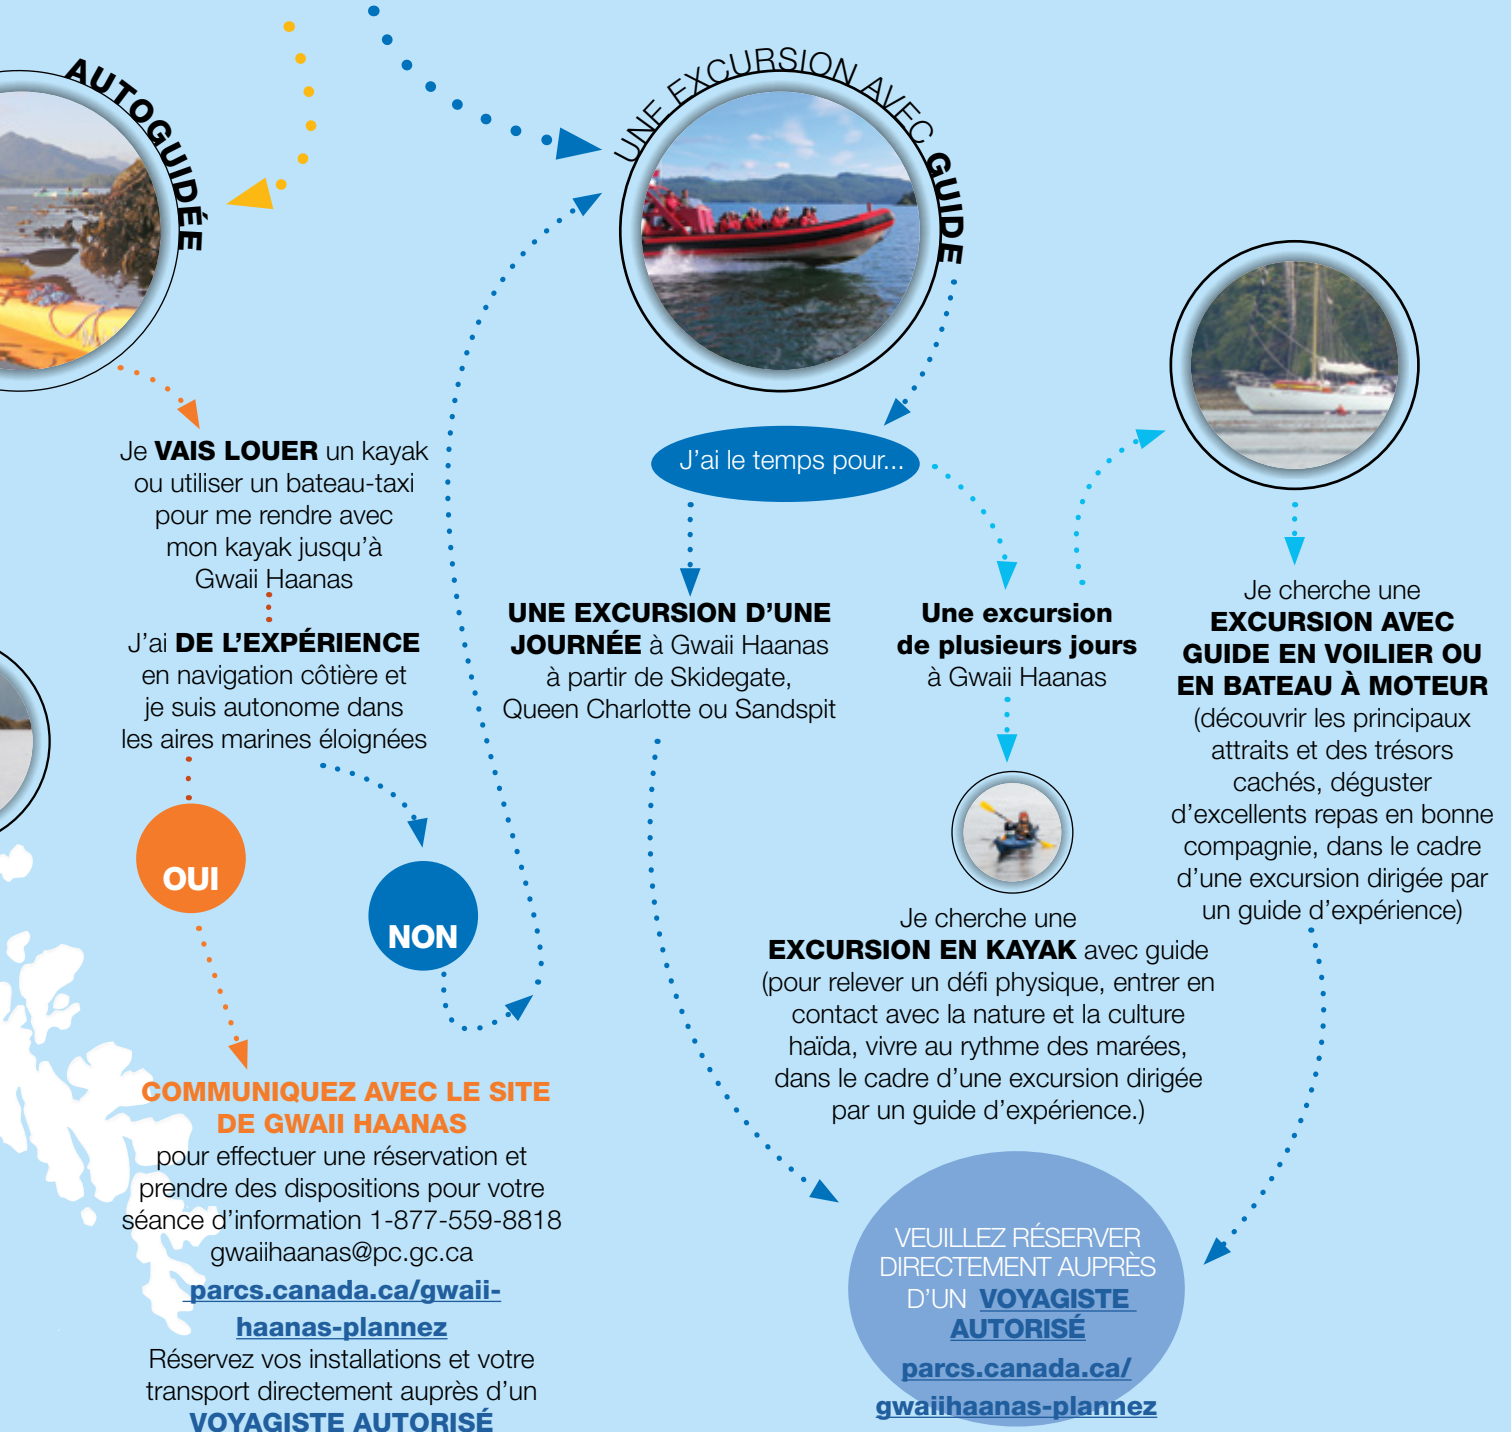 AUTOGUIDÉE
UNE EXCURSION AVEC GUIDE
Je VAIS LOUER un kayak
ou utiliser un bateau-taxi
pour me rendre avec
mon kayak jusqu'à
Gwaii Haanas
J'ai DE L'EXPÉRIENCE
en navigation côtière et
je suis autonome dans
les aires marines éloignées
OUI
NON
COMMUNIQUEZ AVEC LE SITE
DE GWAII HAANAS
pour effectuer une réservation et
prendre des dispositions pour votre
séance d'information 1-877-559-8818
gwaiihaanas@pc.gc.ca
parcs.canada.ca/gwaii-
haanas-plannez
Réservez vos installations et votre
transport directement auprès d'un
VOYAGISTE AUTORISÉ
J'ai le temps pour...
UNE EXCURSION D'UNE
JOURNÉE à Gwaii Haanas
à partir de Skidegate,
Queen Charlotte ou Sandspit
Une excursion
de plusieurs jours
à Gwaii Haanas
Je cherche une
EXCURSION EN KAYAK avec guide
(pour relever un défi physique, entrer en
contact avec la nature et la culture
haïda, vivre au rythme des marées,
dans le cadre d'une excursion dirigée
par un guide d'expérience.)
Je cherche une
EXCURSION AVEC
GUIDE EN VOILIER OU
EN BATEAU À MOTEUR
(découvrir les principaux
attraits et des trésors
cachés, déguster
d'excellents repas en bonne
compagnie, dans le cadre
d'une excursion dirigée par
un guide d'expérience)
VEUILLEZ RÉSERVER
DIRECTEMENT AUPRÈS
D'UN VOYAGISTE
AUTORISÉ
parcs.canada.ca/
gwaiihaanas-plannez